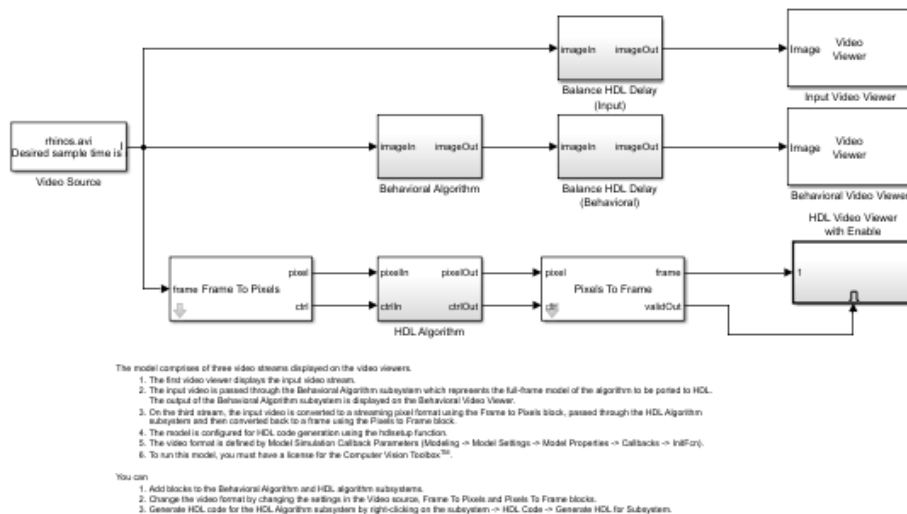 imageIn imageOut
Balance HDL Delay
(Input)
Image Video
Viewer
Input Video Viewer
rhinos.avi
Desired sample time is
I
Video Source
imageIn imageOut
Behavioral Algorithm
imageIn imageOut
Balance HDL Delay
(Behavioral)
Image Video
Viewer
Behavioral Video Viewer
HDL Video Viewer
with Enable
frame Frame To Pixels
pixel
ctrl
pixelIn pixelOut
ctrlIn ctrlOut
HDL Algorithm
pixel frame
Pixels To Frame
ctrl validOut
1
The model comprises of three video streams displayed on the video viewers.
1. The first video viewer displays the input video stream.
2. The input video is passed through the Behavioral Algorithm subsystem which represents the full-frame model of the algorithm to be ported to HDL.
The output of the Behavioral Algorithm subsystem is displayed on the Behavioral Video Viewer.
3. On the third stream, the input video is converted to a streaming pixel format using the Frame to Pixels block, passed through the HDL Algorithm
subsystem and then converted back to a frame using the Pixels to Frame block.
4. The model is configured for HDL code generation using the hdlsetup function.
5. The video format is defined by Model Simulation Callback Parameters (Modeling -> Model Settings -> Model Properties -> Callbacks -> InitFcn).
6. To run this model, you must have a license for the Computer Vision Toolbox™.
You can
1. Add blocks to the Behavioral Algorithm and HDL algorithm subsystems.
2. Change the video format by changing the settings in the Video source, Frame To Pixels and Pixels To Frame blocks.
3. Generate HDL code for the HDL Algorithm subsystem by right-clicking on the subsystem -> HDL Code -> Generate HDL for Subsystem.